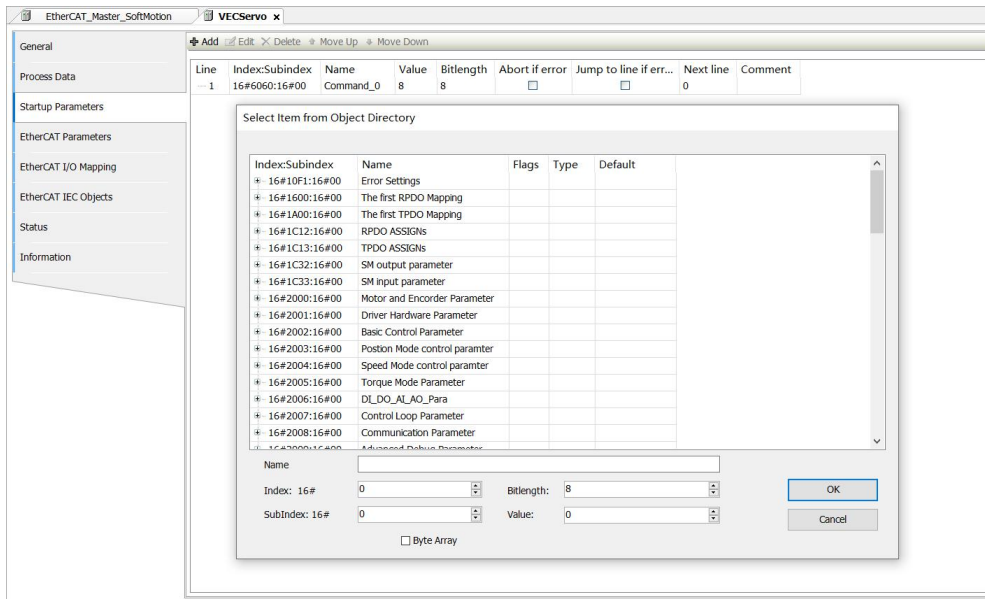 EtherCAT_Master_SoftMotion VECServo x
General
Process Data
Startup Parameters
EtherCAT Parameters
EtherCAT I/O Mapping
EtherCAT IEC Objects
Status
Information
Add Edit Delete Move Up Move Down
Line Index:Subindex Name Value Bitlength Abort if error Jump to line if err... Next line Comment
1 16#6060:16#00 Command_0 8 8 0
Select Item from Object Directory
Index:Subindex Name Flags Type Default
16#10F1:16#00 Error Settings
16#1600:16#00 The first RPDO Mapping
16#1A00:16#00 The first TPDO Mapping
16#1C12:16#00 RPDO ASSIGNs
16#1C13:16#00 TPDO ASSIGNs
16#1C32:16#00 SM output parameter
16#1C33:16#00 SM input parameter
16#2000:16#00 Motor and Encorder Parameter
16#2001:16#00 Driver Hardware Parameter
16#2002:16#00 Basic Control Parameter
16#2003:16#00 Postion Mode control paramter
16#2004:16#00 Speed Mode control paramter
16#2005:16#00 Torque Mode Parameter
16#2006:16#00 DI_DO_AI_AO_Para
16#2007:16#00 Control Loop Parameter
16#2008:16#00 Communication Parameter
16#2009:16#00 Advanced Debug Parameter
Name
Index: 16# 0 Bitlength: 8 OK
SubIndex: 16# 0 Value: 0 Cancel
Byte Array